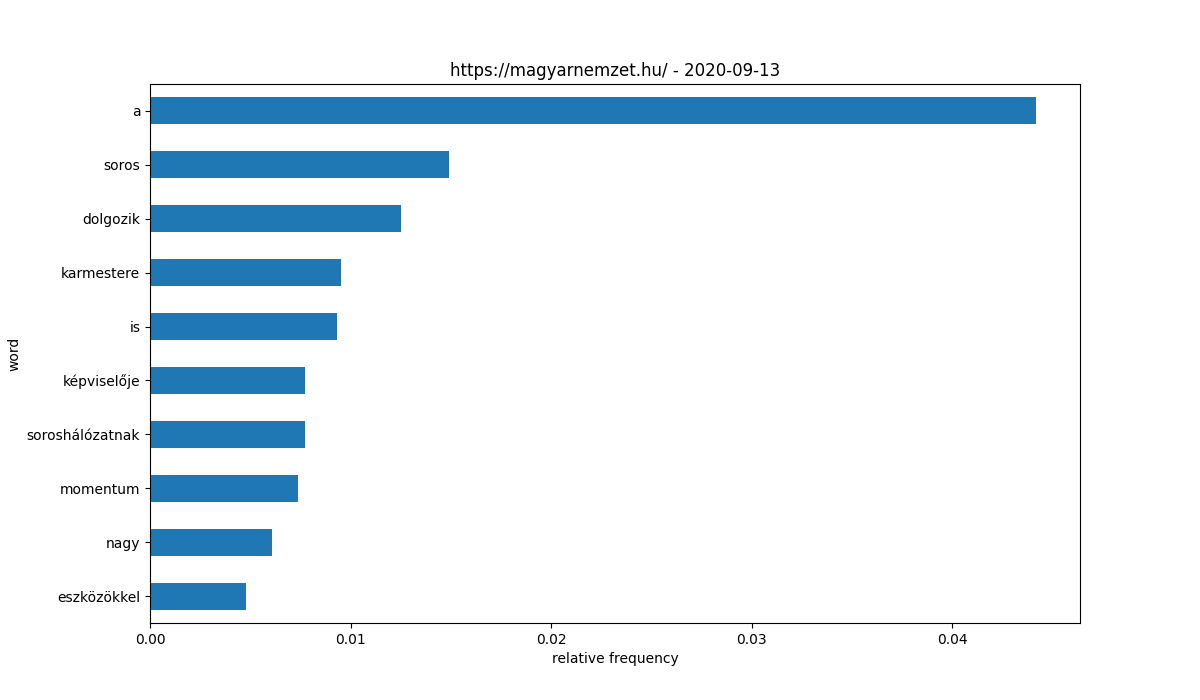 https://magyarnemzet.hu/ - 2020-09-13
a
soros
dolgozik
karmestere
is
képviselője
soroshálózatnak
momentum
nagy
eszközökkel
word
0.00 0.01 0.02 0.03 0.04
relative frequency